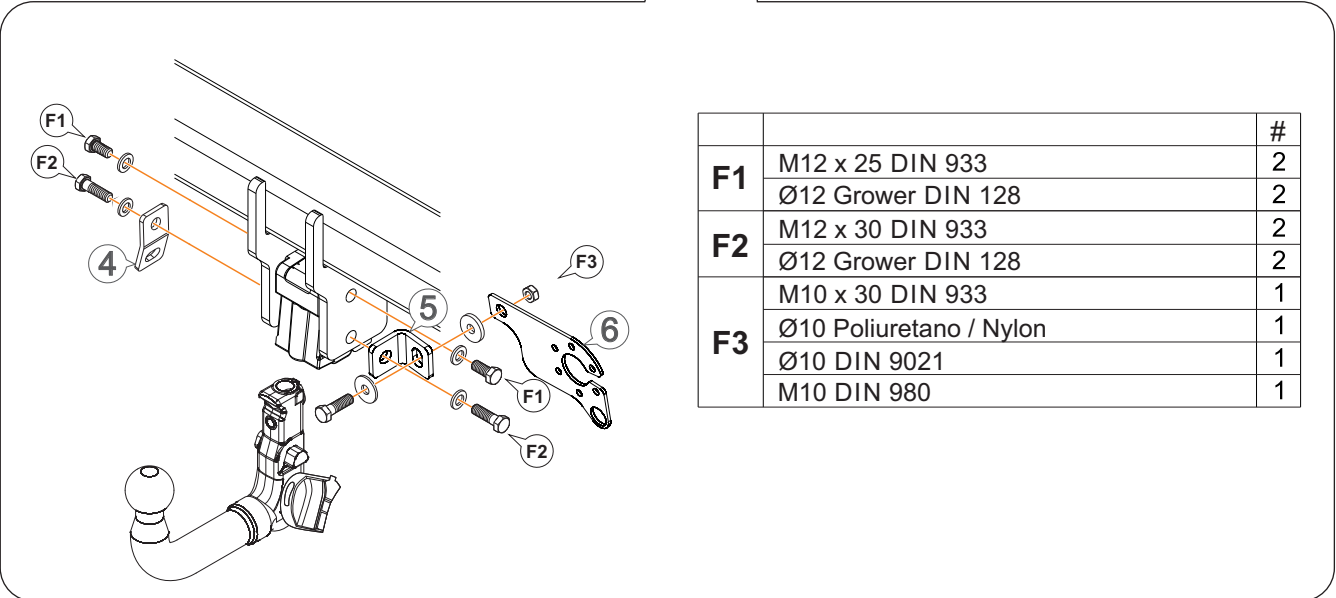 F1
F2
4
F3
5
6
F1
F2
#
F1
M12 x 25 DIN 933 2
Ø12 Grower DIN 128 2
F2
M12 x 30 DIN 933 2
Ø12 Grower DIN 128 2
F3
M10 x 30 DIN 933 1
Ø10 Poliuretano / Nylon 1
Ø10 DIN 9021 1
M10 DIN 980 1